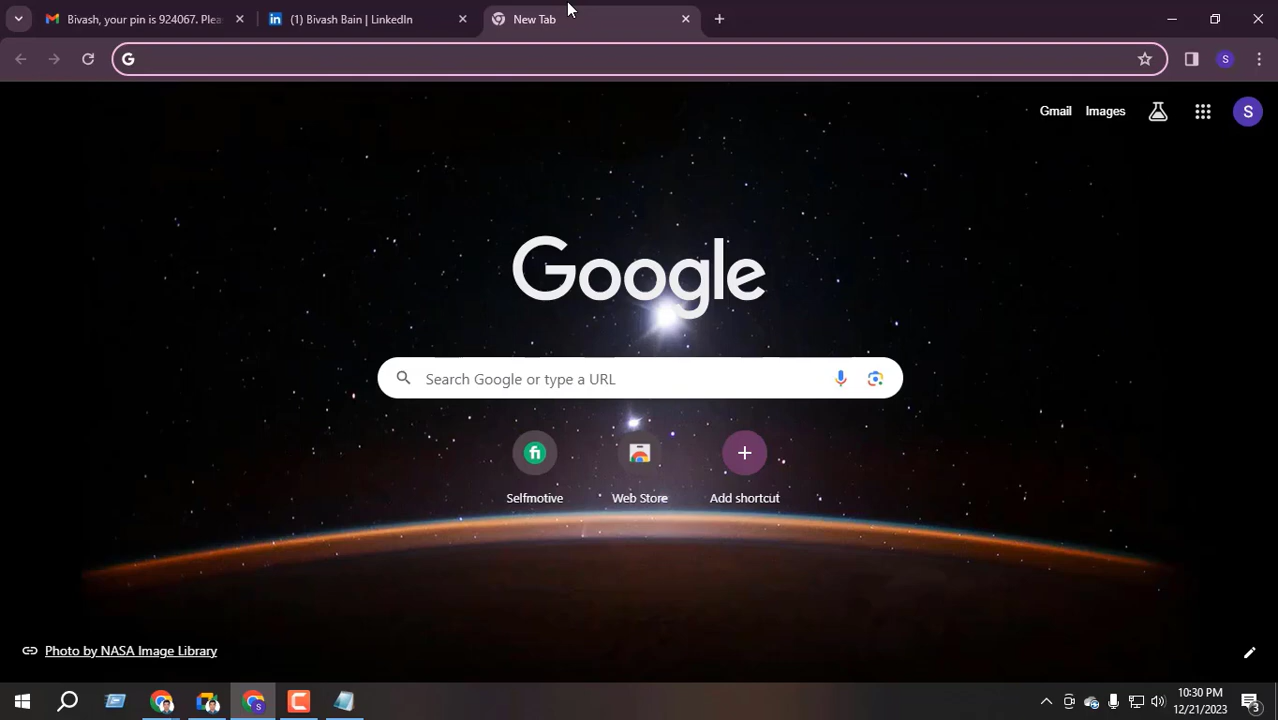 Bivash, your pin is 924067. Plea
(1) Bivash Bain | LinkedIn
New Tab
S
Gmail
Images
S
Google
Search Google or type a URL
Selfmotive
Web Store
Add shortcut
Photo by NASA Image Library
10:30 PM
12/21/2023
3